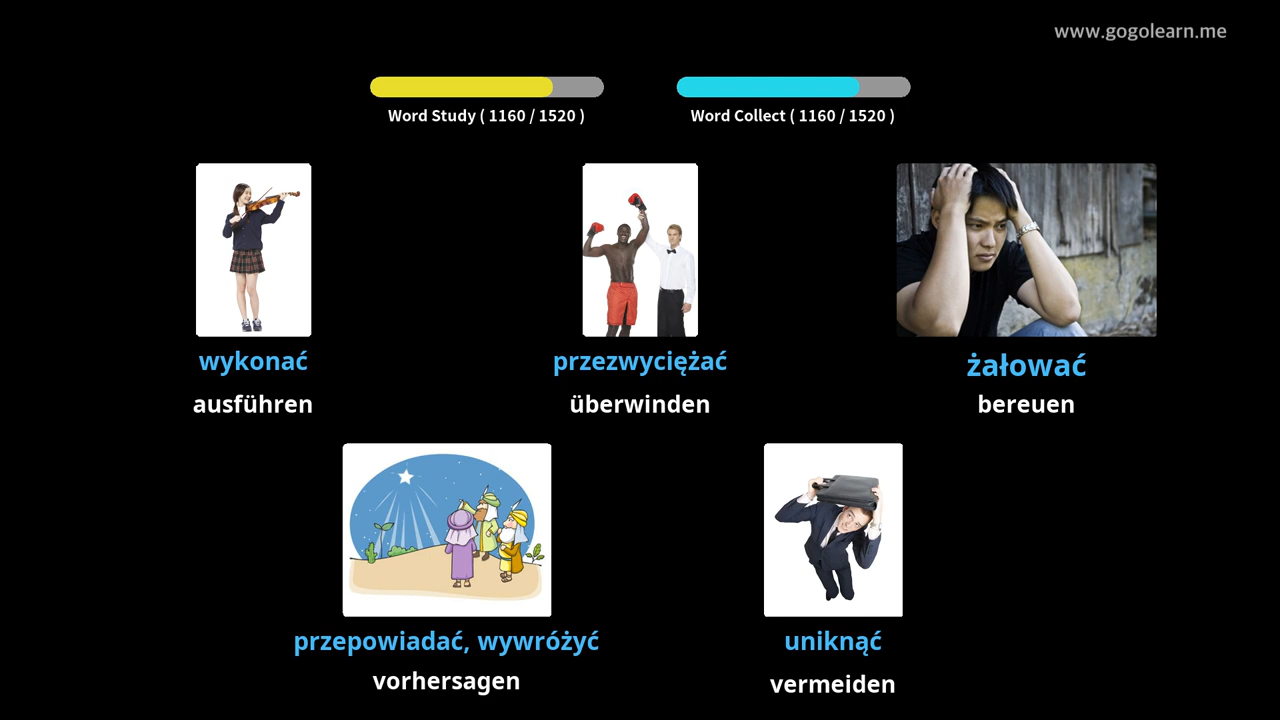 www.gogolearn.me
Word Study ( 1160 / 1520 )
Word Collect ( 1160 / 1520 )
wykonać
ausführen
przezwyciężać
überwinden
żałować
bereuen
przepowiadać, wywróżyć
vorhersagen
uniknąć
vermeiden